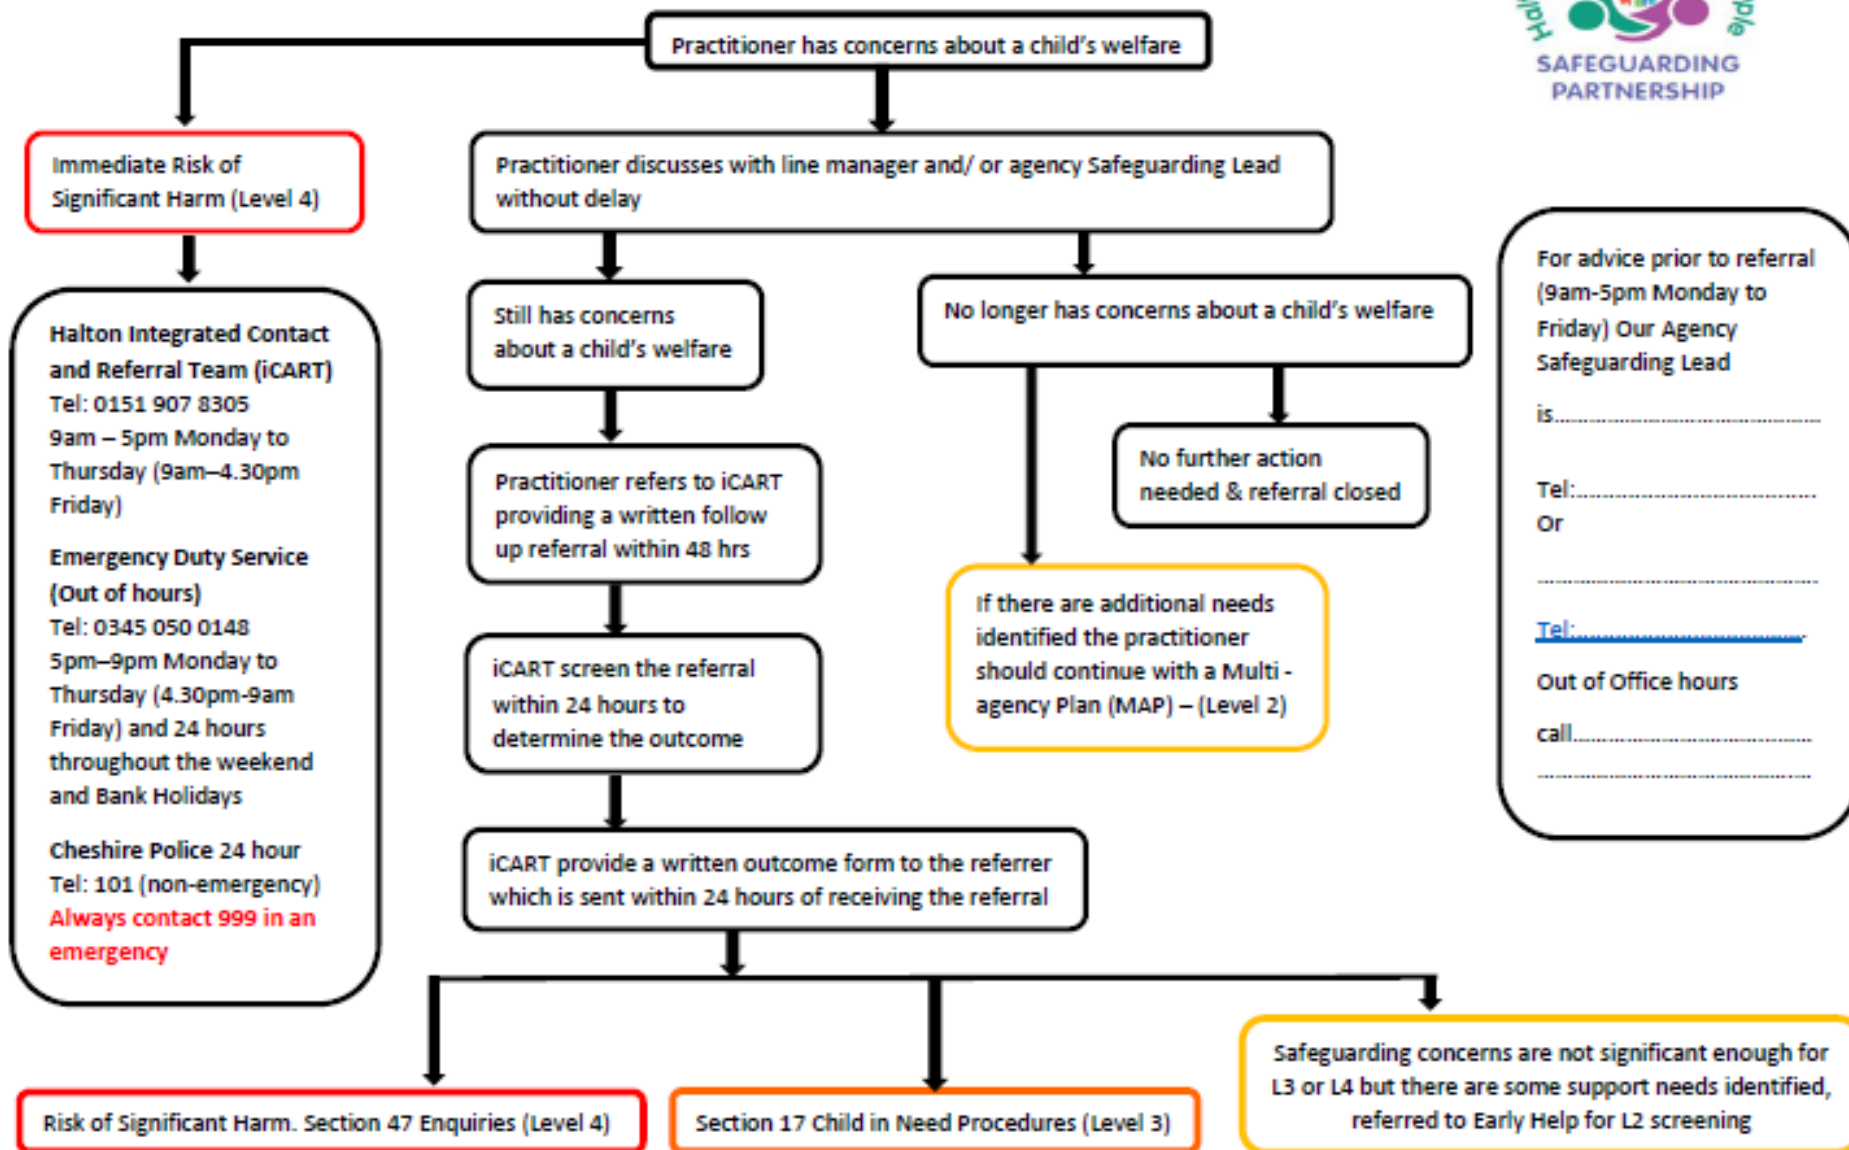 Hal
ple
SAFEGUARDING
PARTNERSHIP
Practitioner has concerns about a child's welfare
Immediate Risk of
Significant Harm (Level 4)
Practitioner discusses with line manager and/ or agency Safeguarding Lead
without delay
Halton Integrated Contact
and Referral Team (iCART)
Tel: 0151 907 8305
9am – 5pm Monday to
Thursday (9am–4.30pm
Friday)
Emergency Duty Service
(Out of hours)
Tel: 0345 050 0148
5pm–9pm Monday to
Thursday (4.30pm-9am
Friday) and 24 hours
throughout the weekend
and Bank Holidays
Cheshire Police 24 hour
Tel: 101 (non-emergency)
Always contact 999 in an
emergency
Still has concerns
about a child's welfare
No longer has concerns about a child's welfare
Practitioner refers to iCART
providing a written follow
up referral within 48 hrs
No further action
needed & referral closed
If there are additional needs
identified the practitioner
should continue with a Multi -
agency Plan (MAP) – (Level 2)
iCART screen the referral
within 24 hours to
determine the outcome
iCART provide a written outcome form to the referrer
which is sent within 24 hours of receiving the referral
For advice prior to referral
(9am-5pm Monday to
Friday) Our Agency
Safeguarding Lead
is..............................................
Tel:..........................................
Or
................................................
Tel:........................................
Out of Office hours
call.........................................
...............................................
Risk of Significant Harm. Section 47 Enquiries (Level 4)
Section 17 Child in Need Procedures (Level 3)
Safeguarding concerns are not significant enough for
L3 or L4 but there are some support needs identified,
referred to Early Help for L2 screening